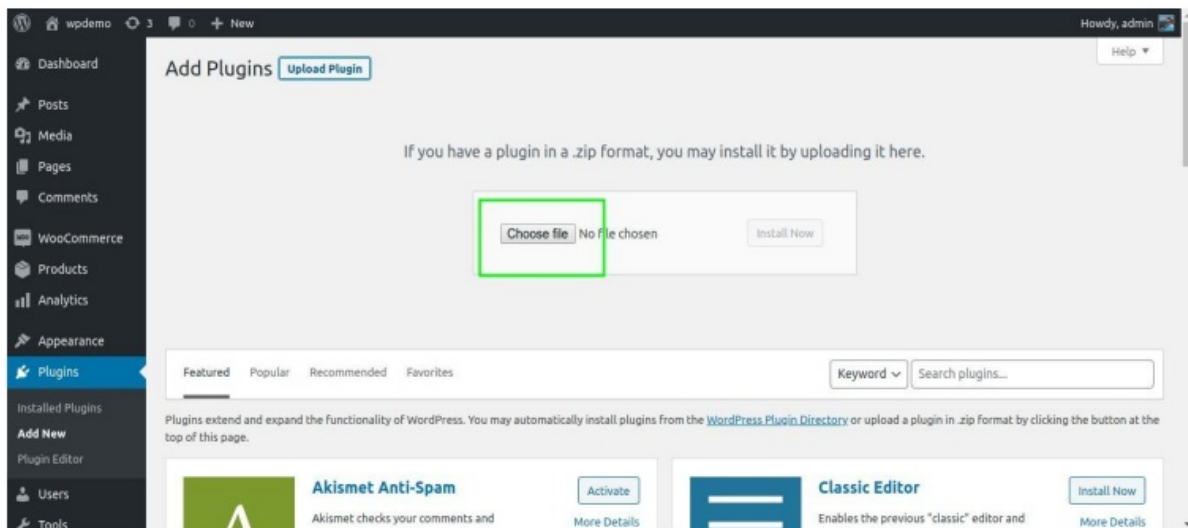 wpdemo 3 0 + New
Howdy, admin
Help ▼
Dashboard
Posts
Media
Pages
Comments
WooCommerce
Products
Analytics
Appearance
Plugins
Installed Plugins
Add New
Plugin Editor
Users
Tools
Add Plugins Upload Plugin
If you have a plugin in a .zip format, you may install it by uploading it here.
Choose file No file chosen Install Now
Featured Popular Recommended Favorites Keyword Search plugins...
Plugins extend and expand the functionality of WordPress. You may automatically install plugins from the WordPress Plugin Directory or upload a plugin in .zip format by clicking the button at the
top of this page.
Akismet Anti-Spam
Activate
Akismet checks your comments and
More Details
Classic Editor
Install Now
Enables the previous "classic" editor and
More Details